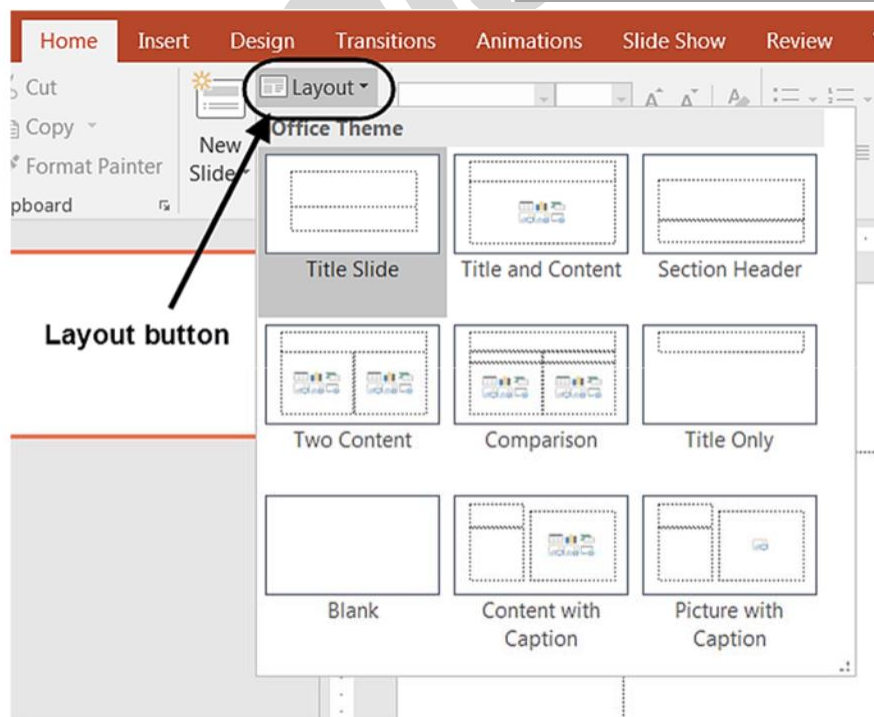 Home Insert Design Transitions Animations Slide Show Review
Cut
Layout
Copy
New
Slide
Format Painter
Office Theme
Title Slide Title and Content Section Header
Layout button
Two Content Comparison Title Only
Blank Content with
Caption Picture with
Caption